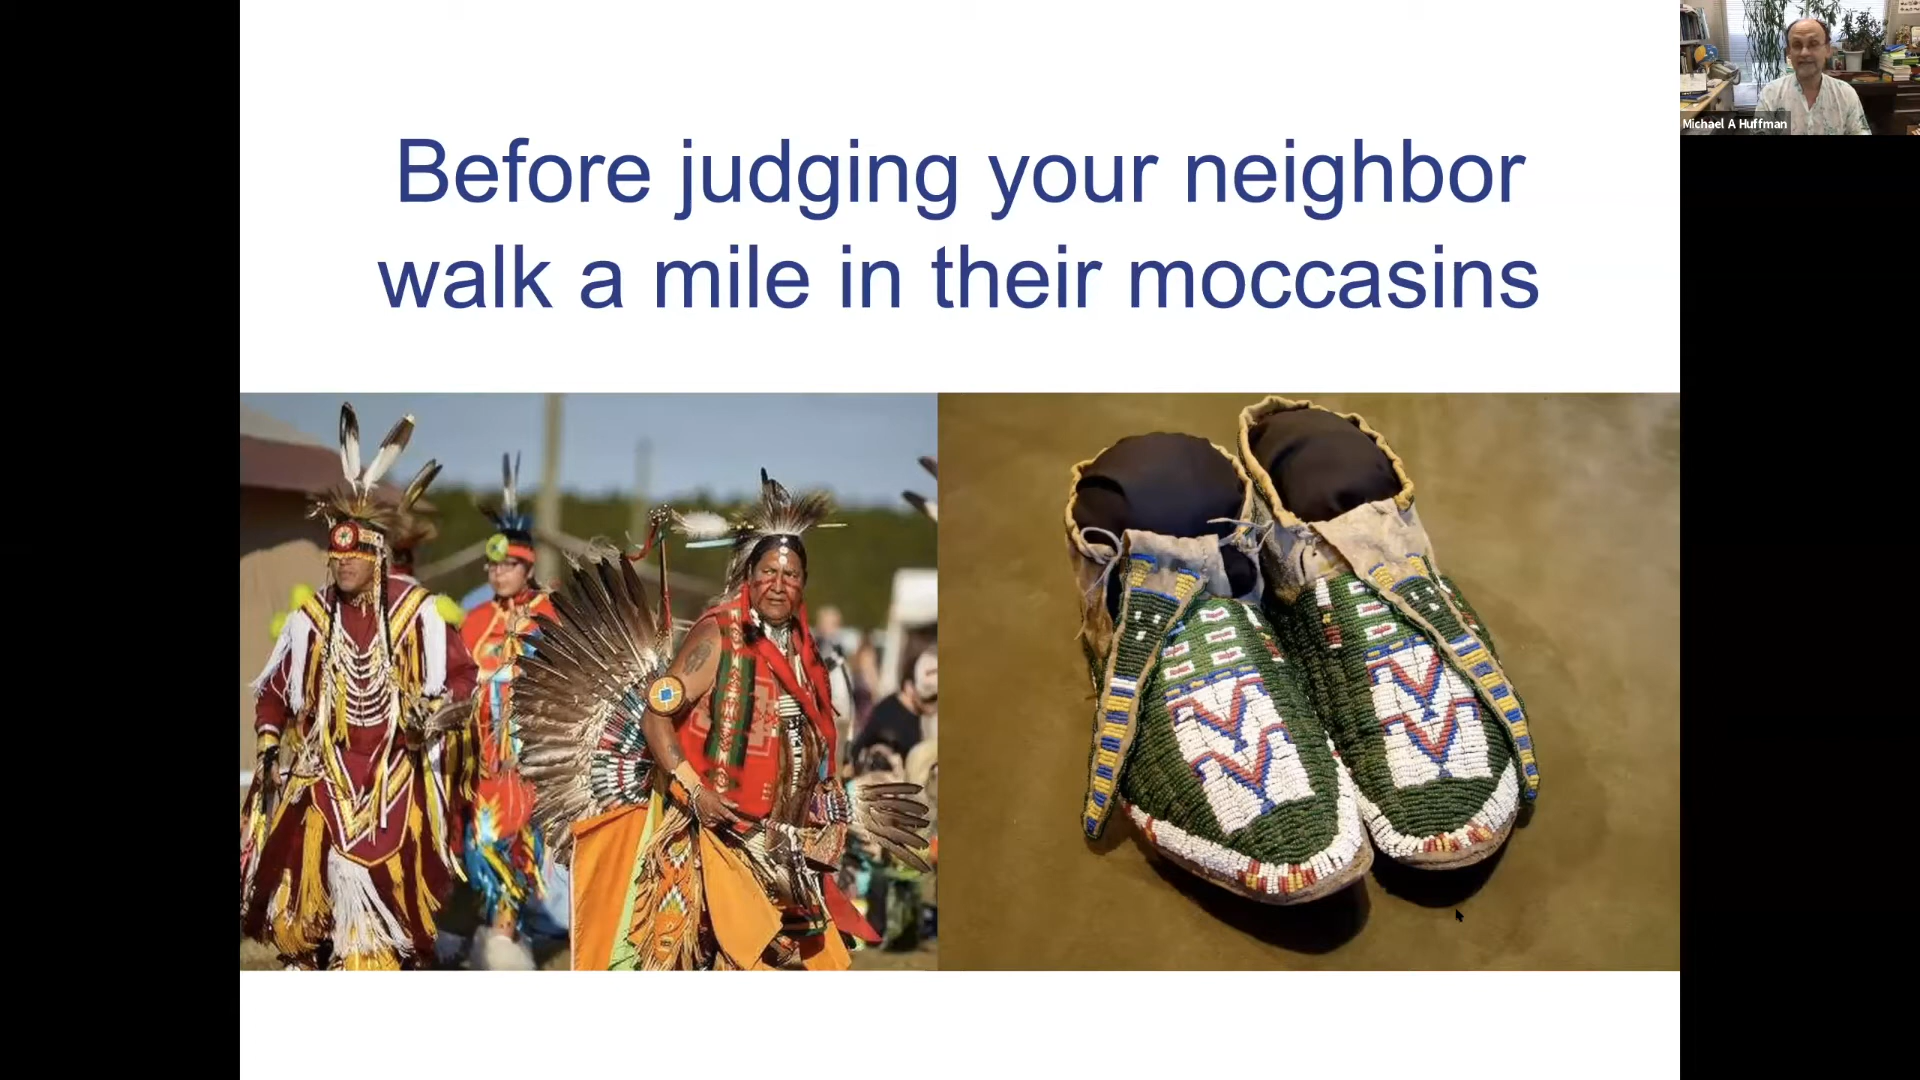 Before judging your neighbor
walk a mile in their moccasins
Michael A Huffman